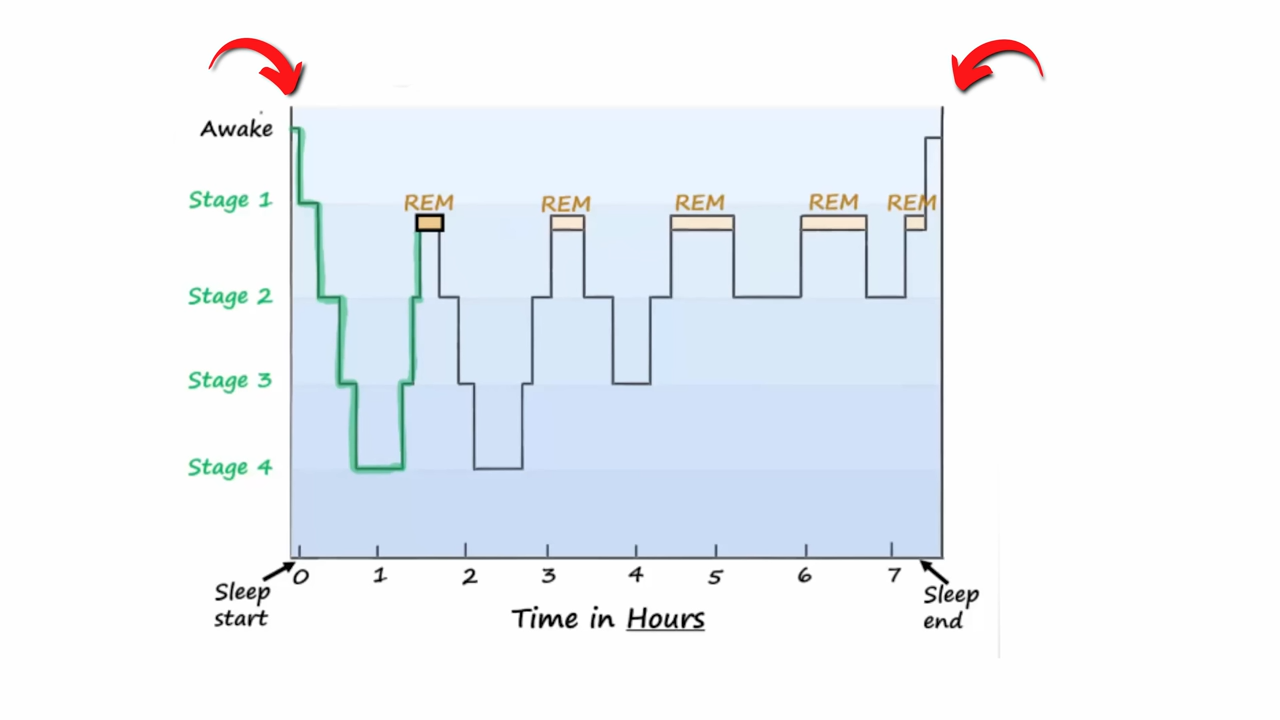 Awake
Stage 1
REM REM REM REM REM
Stage 2
Stage 3
Stage 4
0 1 2 3 4 5 6 7
Sleep
start
Time in Hours
Sleep
end